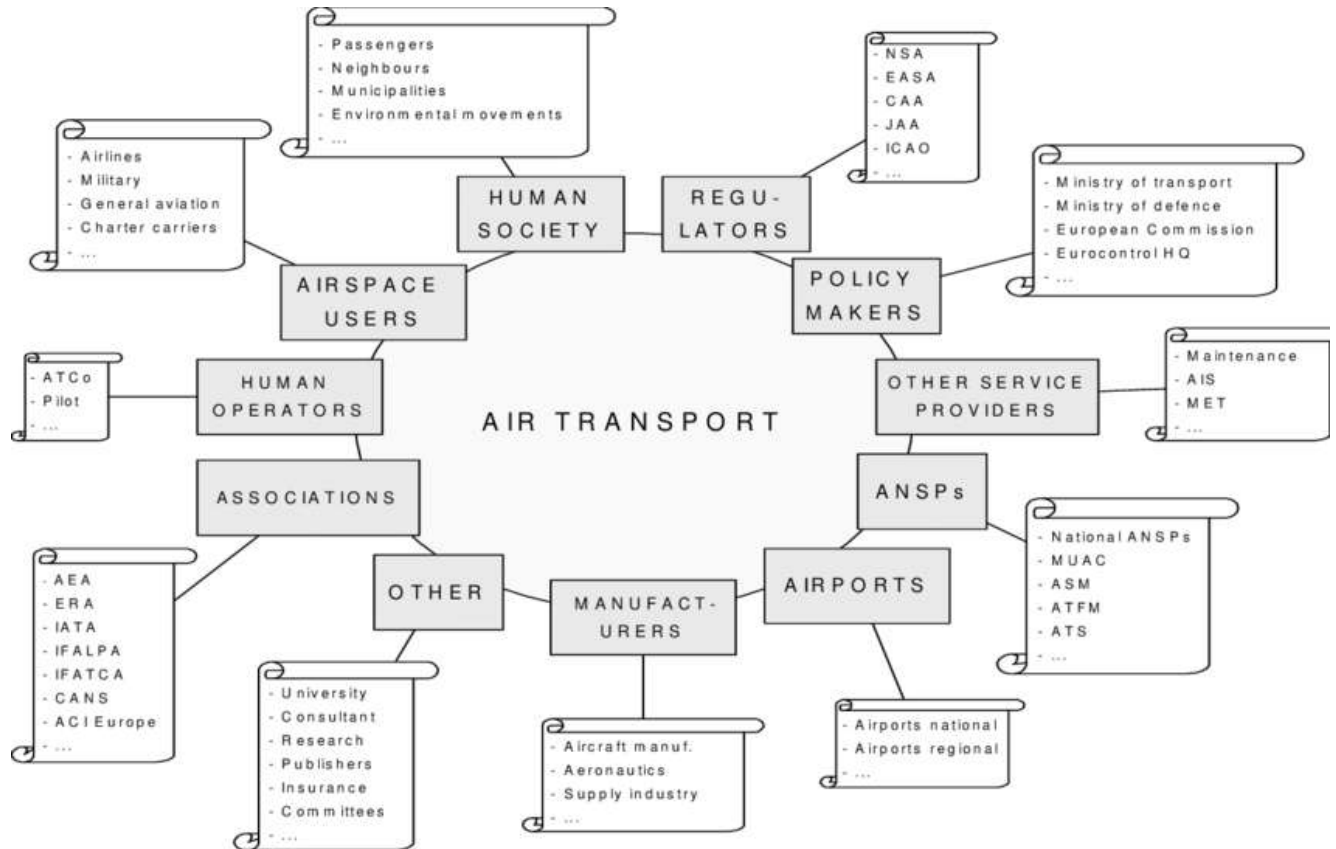 - Passengers
- Neighbours
- Municipalities
- Environmental movements
- ...
- NSA
- EASA
- CAA
- JAA
- ICAO
- ...
- Airlines
- Military
- General aviation
- Charter carriers
- ...
- Ministry of transport
- Ministry of defence
- European Commission
- Eurocontrol HQ
- ...
HUMAN
SOCIETY
REGU-
LATORS
AIRSPACE
USERS
POLICY
MAKERS
- ATCo
- Pilot
- ...
HUMAN
OPERATORS
AIR TRANSPORT
OTHER SERVICE
PROVIDERS
- Maintenance
- AIS
- MET
- ...
ASSOCIATIONS
ANSPs
- National ANSPs
- MUAC
- ASM
- ATFM
- ATS
- ...
OTHER
MANUFACT-
URERS
AIRPORTS
- AEA
- ERA
- IATA
- IFALPA
- IFATCA
- CANS
- ACI Europe
- ...
- University
- Consultant
- Research
- Publishers
- Insurance
- Committees
- ...
- Aircraft manuf.
- Aeronautics
- Supply industry
- ...
- Airports national
- Airports regional
- ...